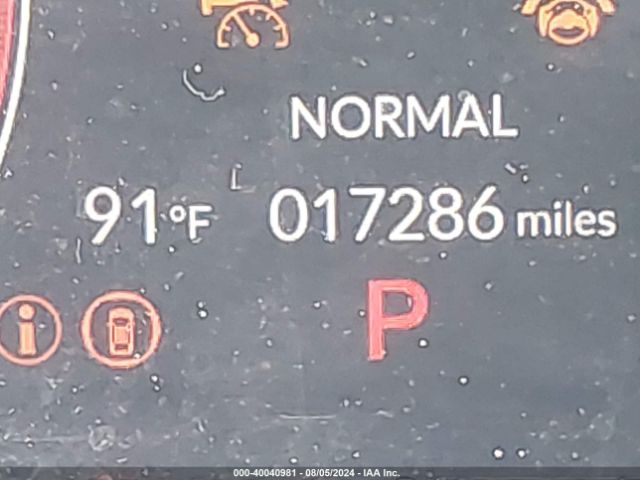 NORMAL
91°F 017286 miles
P
000-40040981 - 08/05/2024 - IAA Inc.